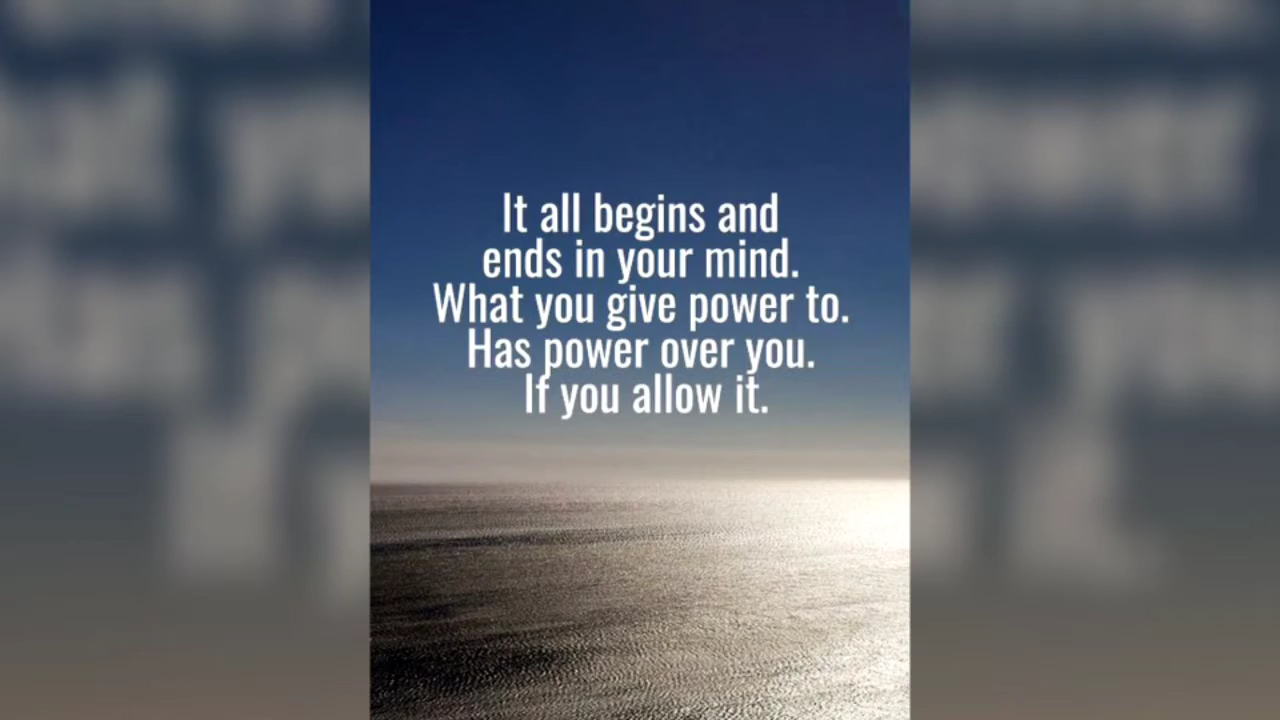 It all begins and
ends in your mind.
What you give power to.
Has power over you.
If you allow it.